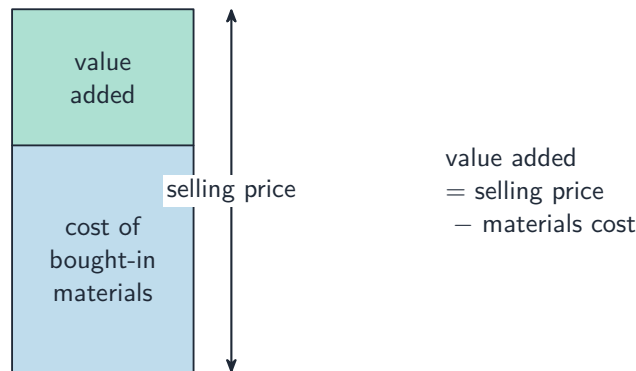 value
added
selling price
cost of
bought-in
materials
value added
= selling price
− materials cost